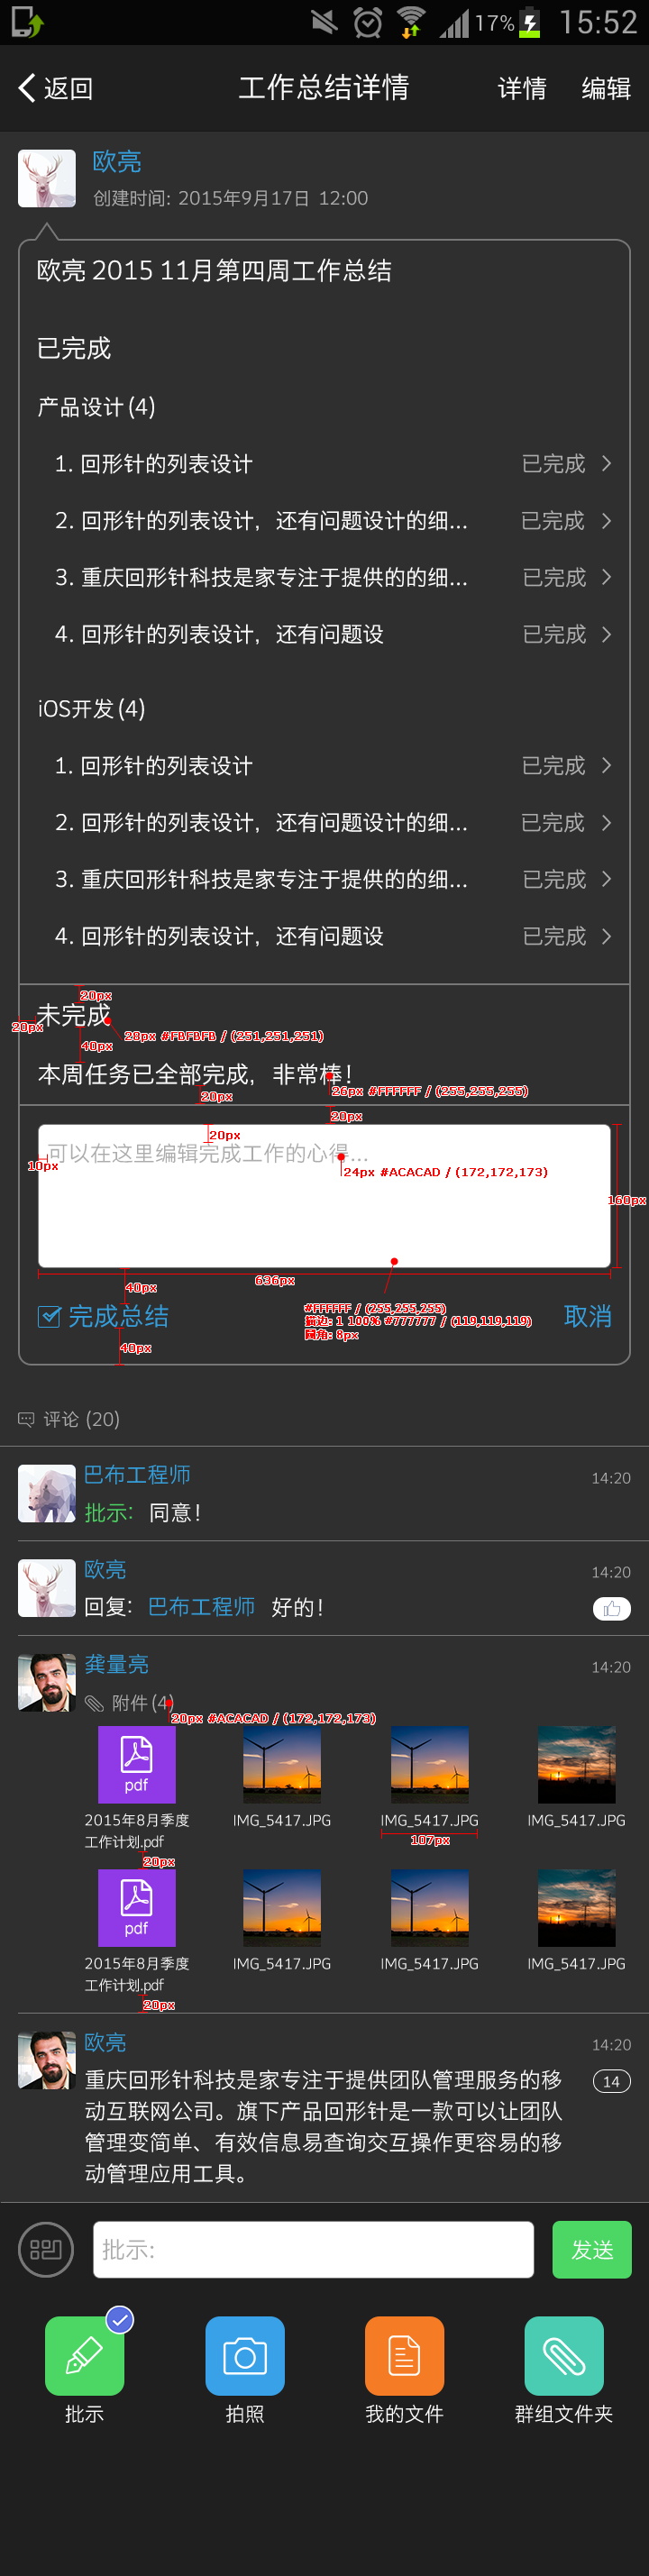 17% 15:52
返回 工作总结详情 详情 编辑
欧亮
创建时间: 2015年9月17日 12:00
欧亮 2015 11月第四周工作总结
已完成
产品设计(4)
1. 回形针的列表设计 已完成
2. 回形针的列表设计，还有问题设计的细... 已完成
3. 重庆回形针科技是家专注于提供的的细... 已完成
4. 回形针的列表设计，还有问题设 已完成
iOS开发(4)
1. 回形针的列表设计 已完成
2. 回形针的列表设计，还有问题设计的细... 已完成
3. 重庆回形针科技是家专注于提供的的细... 已完成
4. 回形针的列表设计，还有问题设 已完成
20px
未完成
20px
28px #FBFBFB / (251,251,251)
40px
本周任务已全部完成，非常棒！
26px #FFFFFF / (255,255,255)
20px
20px
20px
可以在这里编辑完成工作的心得...
10px
24px #ACACAD / (172,172,173)
160px
636px
40px
#FFFFFF / (255,255,255)
描边: 1 100% #777777 / (119,119,119)
圆角: 8px
完成总结 取消
40px
评论 (20)
巴布工程师 14:20
批示： 同意！
欧亮 14:20
回复： 巴布工程师 好的！
龚量亮 14:20
附件(4)
20px #ACACAD / (172,172,173)
pdf
2015年8月季度 IMG_5417.JPG IMG_5417.JPG IMG_5417.JPG
工作计划.pdf
107px
20px
pdf
2015年8月季度 IMG_5417.JPG IMG_5417.JPG IMG_5417.JPG
工作计划.pdf
20px
欧亮 14:20
重庆回形针科技是家专注于提供团队管理服务的移 14
动互联网公司。旗下产品回形针是一款可以让团队
管理变简单、有效信息易查询交互操作更容易的移
动管理应用工具。
批示: 发送
批示 拍照 我的文件 群组文件夹